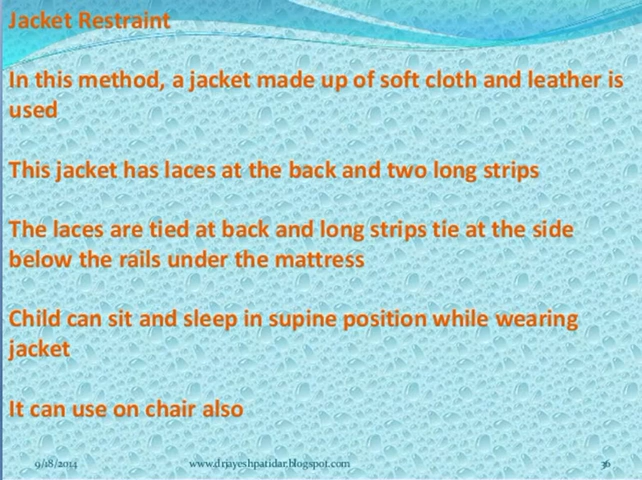 Jacket Restraint
In this method, a jacket made up of soft cloth and leather is
used
This jacket has laces at the back and two long strips
The laces are tied at back and long strips tie at the side
below the rails under the mattress
Child can sit and sleep in supine position while wearing
jacket
It can use on chair also
9/18/2014 www.drjayeshpatidar.blogspot.com 36